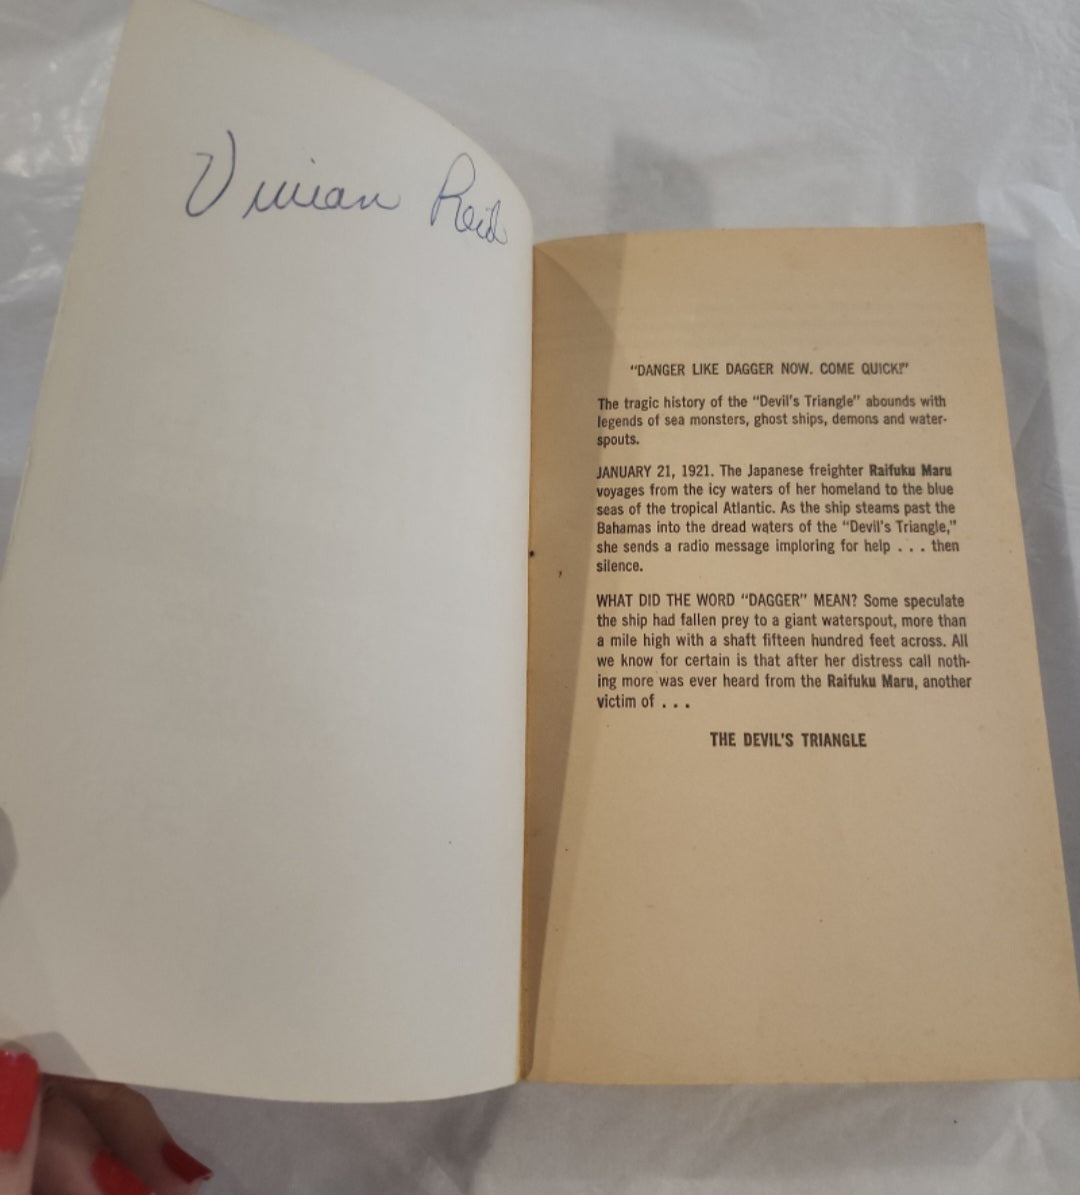 Vivian Reid
"DANGER LIKE DAGGER NOW. COME QUICK!"
The tragic history of the "Devil's Triangle" abounds with
legends of sea monsters, ghost ships, demons and water-
spouts.
JANUARY 21, 1921. The Japanese freighter Raifuku Maru
voyages from the icy waters of her homeland to the blue
seas of the tropical Atlantic. As the ship steams past the
Bahamas into the dread waters of the "Devil's Triangle,"
she sends a radio message imploring for help . . . then
silence.
WHAT DID THE WORD "DAGGER" MEAN? Some speculate
the ship had fallen prey to a giant waterspout, more than
a mile high with a shaft fifteen hundred feet across. All
we know for certain is that after her distress call noth-
ing more was ever heard from the Raifuku Maru, another
victim of . . .
THE DEVIL'S TRIANGLE